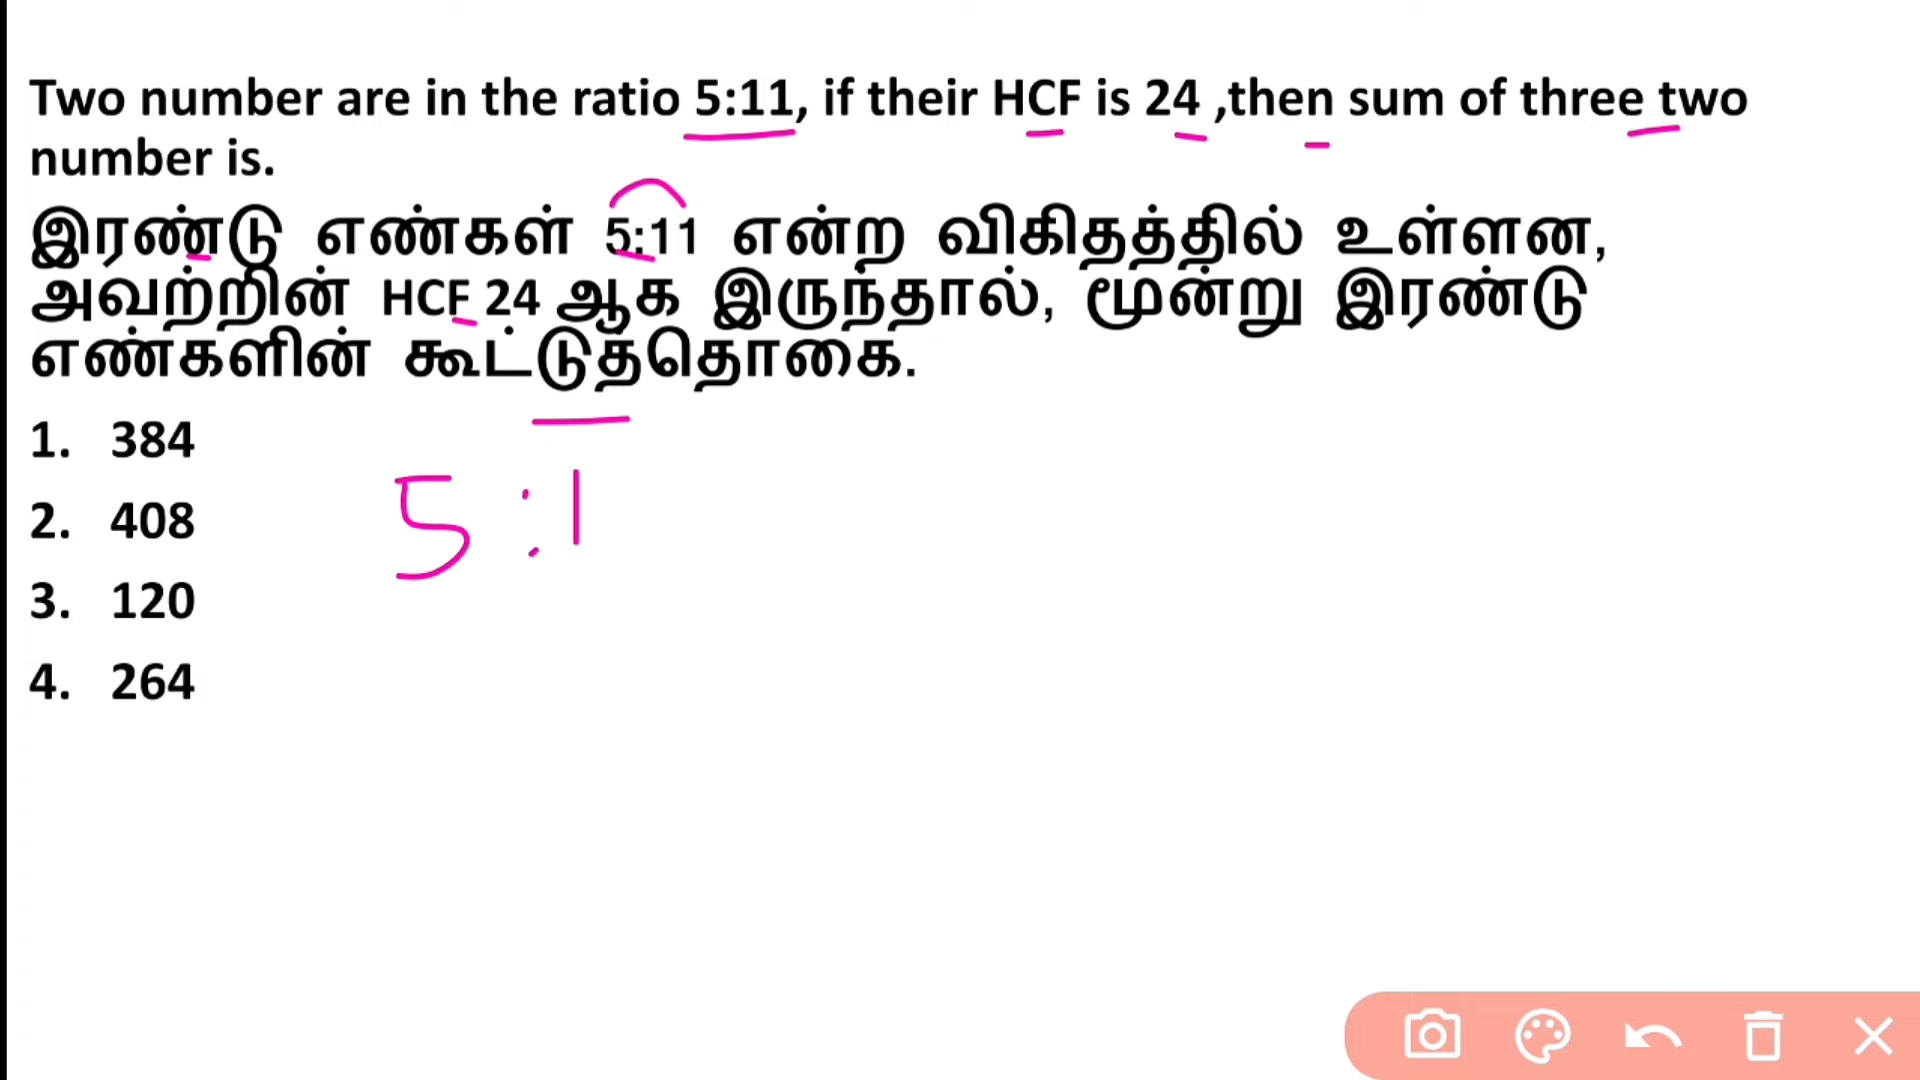 Two number are in the ratio 5:11, if their HCF is 24 ,then sum of three two
number is.
இரண்டு எண்கள் 5:11 என்ற விகிதத்தில் உள்ளன,
அவற்றின் HCF 24 ஆக இருந்தால், மூன்று இரண்டு
எண்களின் கூட்டுத்தொகை.
1. 384
2. 408
3. 120
4. 264
5 : 1